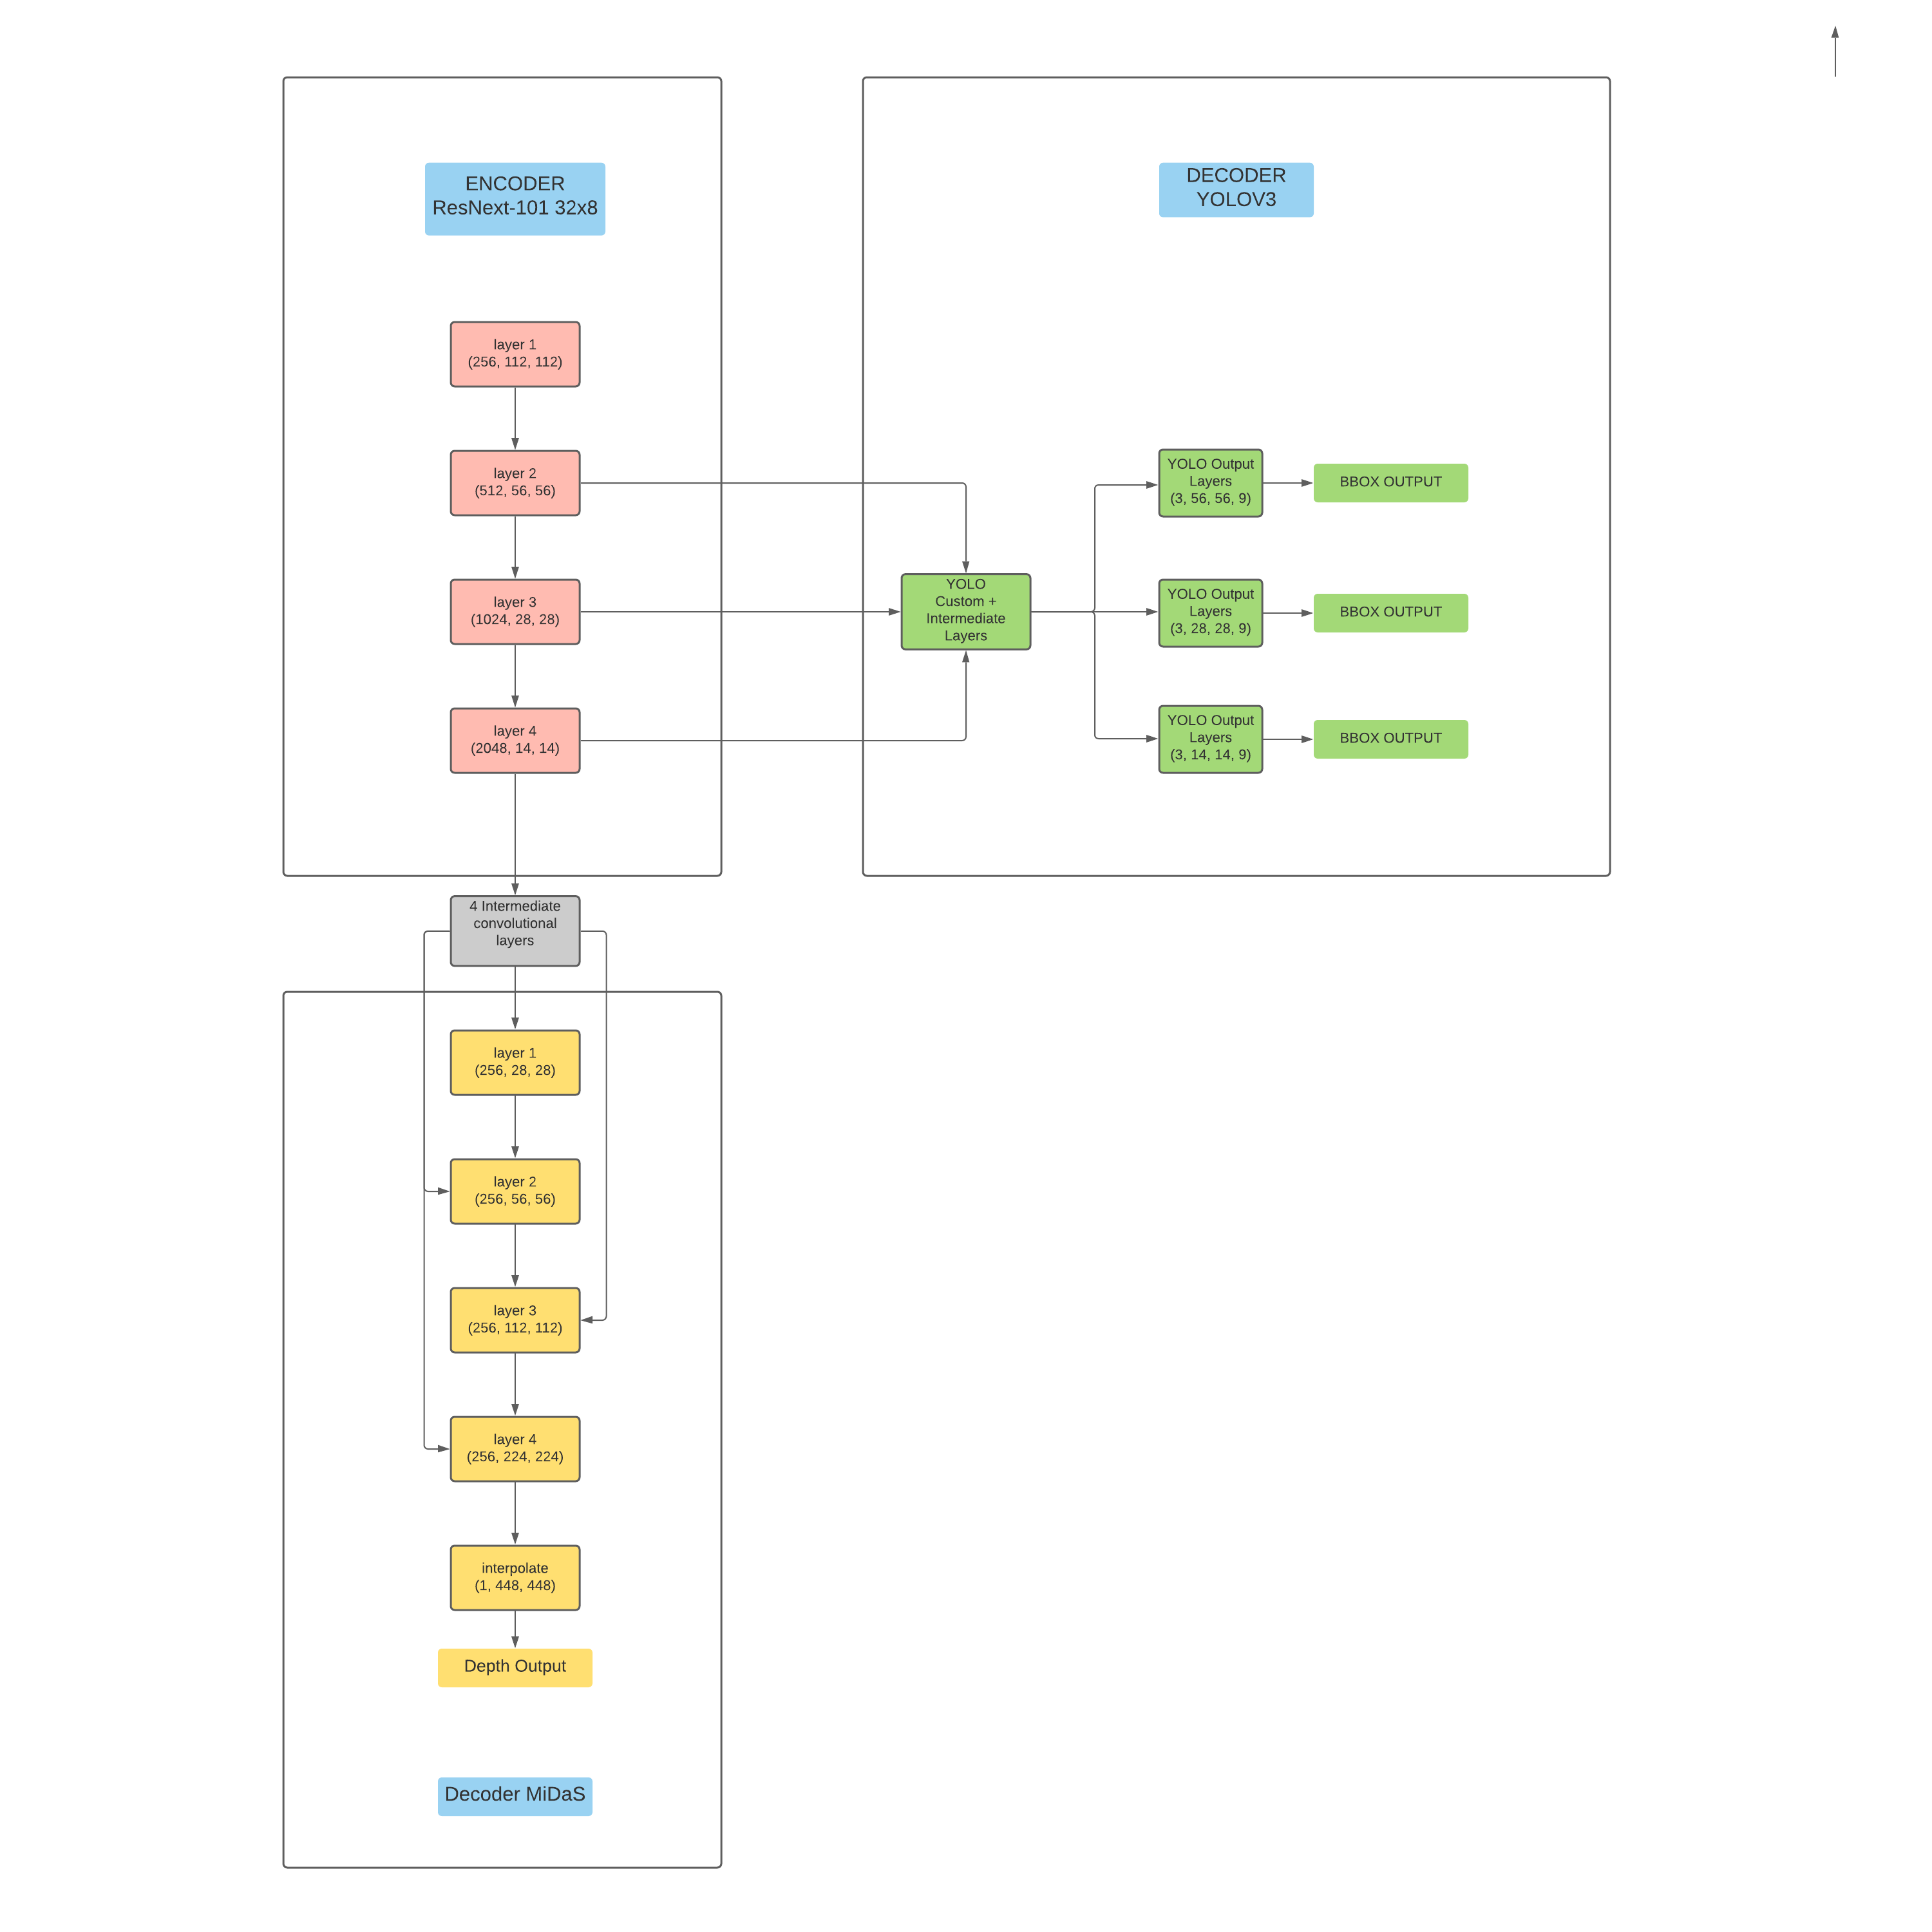 ENCODER
ResNext-101 32x8
layer 1
(256, 112, 112)
layer 2
(512, 56, 56)
layer 3
(1024, 28, 28)
layer 4
(2048, 14, 14)
DECODER
YOLOV3
YOLO
Custom +
Intermediate
Layers
YOLO Output
Layers
(3, 56, 56, 9)
BBOX OUTPUT
YOLO Output
Layers
(3, 28, 28, 9)
BBOX OUTPUT
YOLO Output
Layers
(3, 14, 14, 9)
BBOX OUTPUT
4 Intermediate
convolutional
layers
layer 1
(256, 28, 28)
layer 2
(256, 56, 56)
layer 3
(256, 112, 112)
layer 4
(256, 224, 224)
interpolate
(1, 448, 448)
Depth Output
Decoder MiDaS